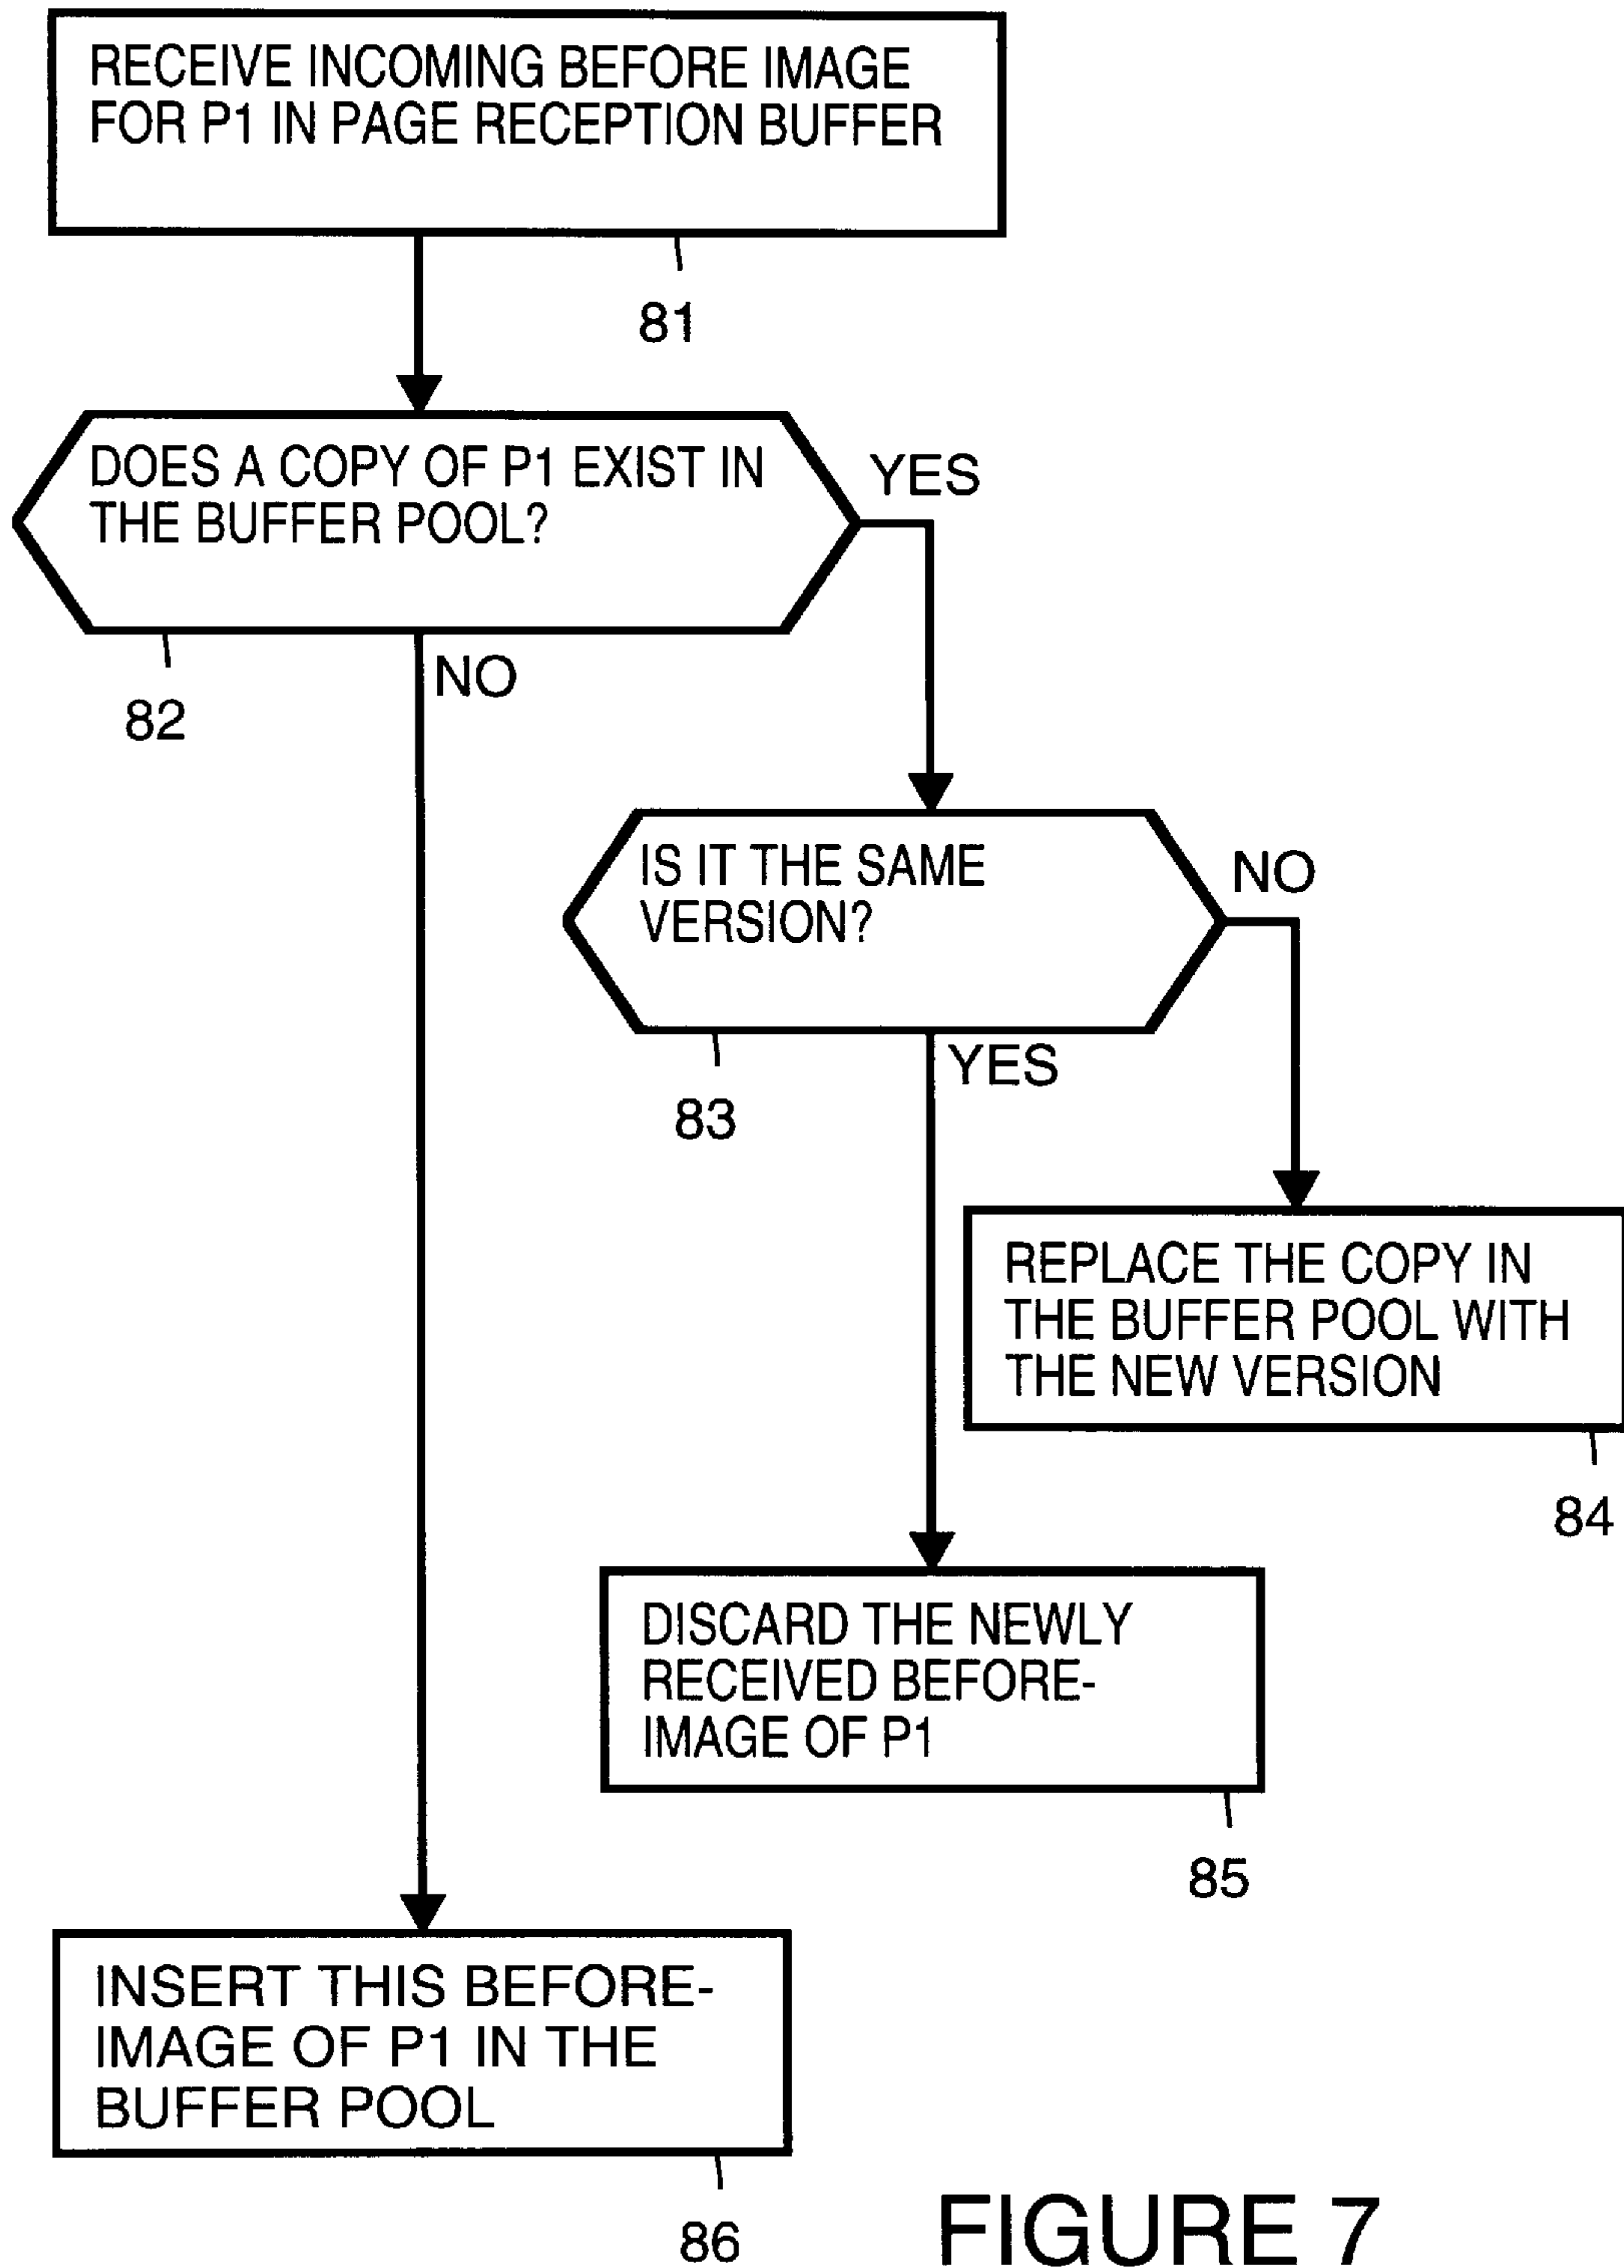 RECEIVE INCOMING BEFORE IMAGE
FOR P1 IN PAGE RECEPTION BUFFER
81
DOES A COPY OF P1 EXIST IN
THE BUFFER POOL?
YES
NO
82
IS IT THE SAME
VERSION?
NO
YES
83
REPLACE THE COPY IN
THE BUFFER POOL WITH
THE NEW VERSION
84
DISCARD THE NEWLY
RECEIVED BEFORE-
IMAGE OF P1
85
INSERT THIS BEFORE-
IMAGE OF P1 IN THE
BUFFER POOL
86
FIGURE 7